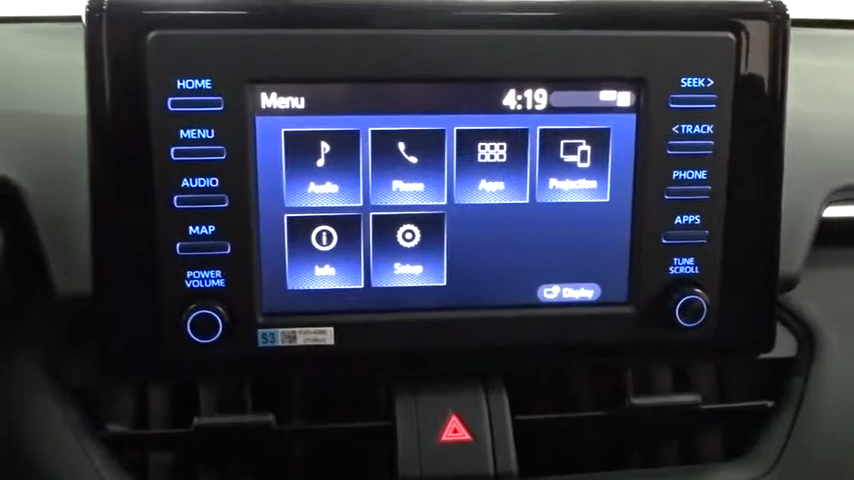 HOME
MENU
AUDIO
MAP
POWER
VOLUME
Menu
4:19
Audio
Phone
Apps
Projection
Info
Setup
Display
SEEK >
< TRACK
PHONE
APPS
TUNE
SCROLL
S3